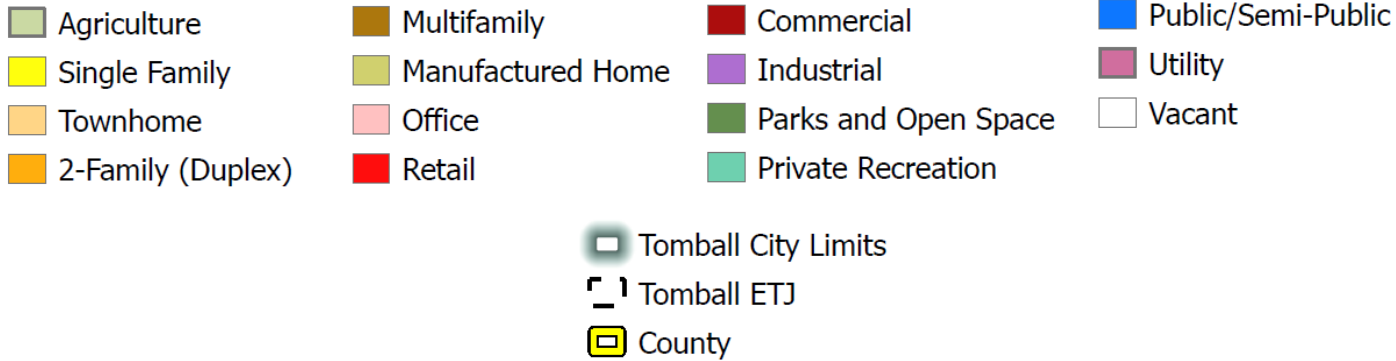 Agriculture
Single Family
Townhome
2-Family (Duplex)
Multifamily
Manufactured Home
Office
Retail
Commercial
Industrial
Parks and Open Space
Private Recreation
Public/Semi-Public
Utility
Vacant
Tomball City Limits
Tomball ETJ
County